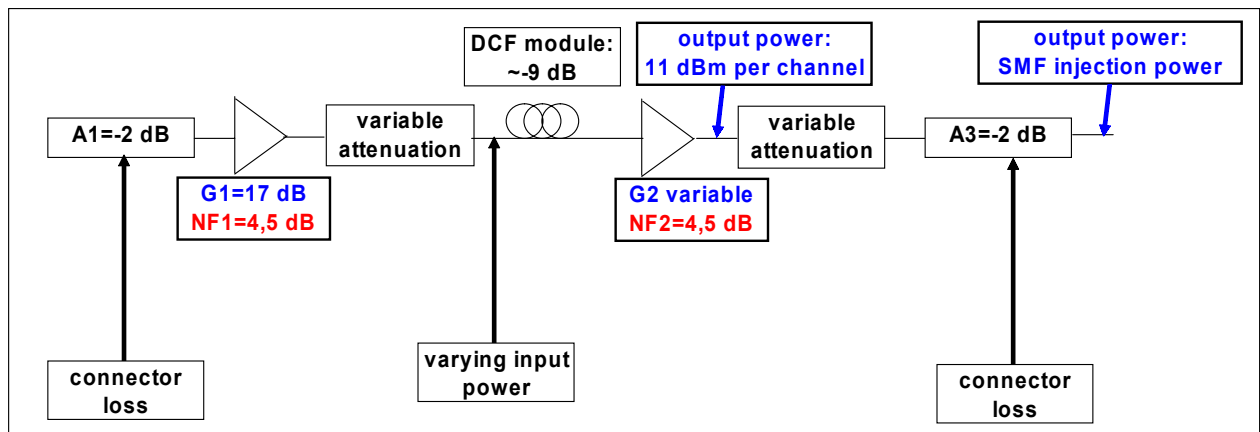 DCF module:
~-9 dB
output power:
11 dBm per channel
output power:
SMF injection power
A1=-2 dB
variable
attenuation
variable
attenuation
A3=-2 dB
G1=17 dB
NF1=4,5 dB
G2 variable
NF2=4,5 dB
connector
loss
varying input
power
connector
loss